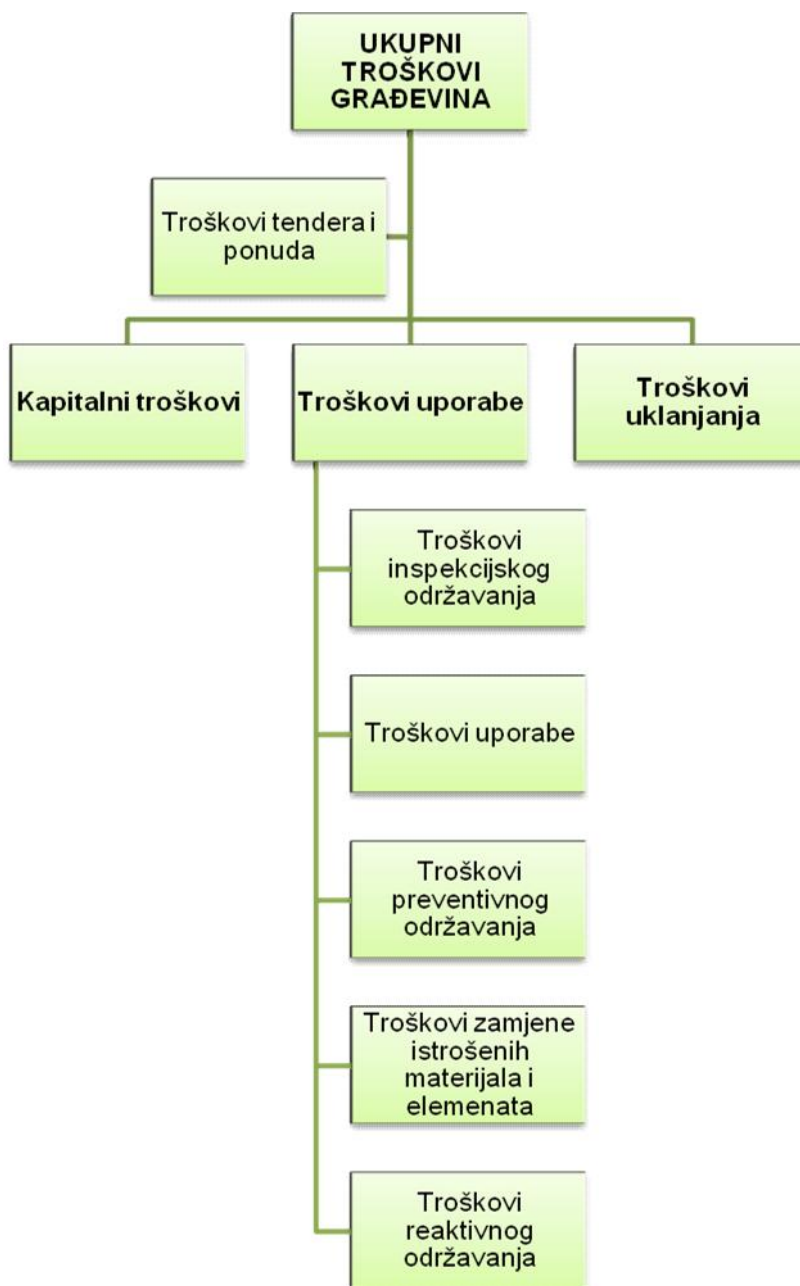 UKUPNI
TROŠKOVI
GRAĐEVINA
Troškovi tendera i
ponuda
Kapitalni troškovi
Troškovi uporabe
Troškovi
uklanjanja
Troškovi
inspekcijskog
održavanja
Troškovi uporabe
Troškovi
preventivnog
održavanja
Troškovi zamjene
istrošenih
materijala i
elemenata
Troškovi
reaktivnog
održavanja